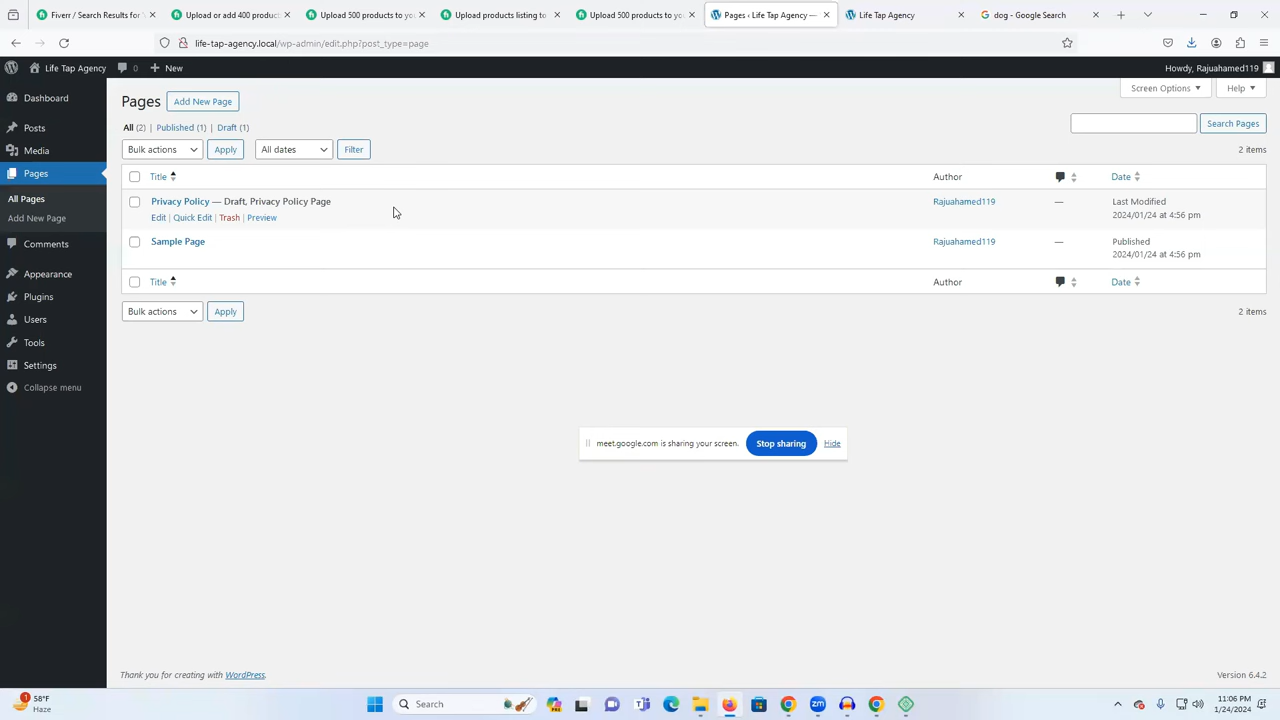 Fiverr / Search Results for '
Upload or add 400 produc
Upload 500 products to yo
Upload products listing to
Upload 500 products to ye
Pages ‹ Life Tap Agency —
Life Tap Agency
dog - Google Search
life-tap-agency.local/wp-admin/edit.php?post_type=page
Life Tap Agency
0
New
Howdy, Rajuahamed119
Dashboard
Posts
Media
Pages
All Pages
Add New Page
Comments
Appearance
Plugins
Users
Tools
Settings
Collapse menu
Screen Options
Help
Pages
Add New Page
All (2) | Published (1) | Draft (1)
Search Pages
Bulk actions
Apply
All dates
Filter
2 items
Title
Author
Date
Privacy Policy — Draft, Privacy Policy Page
Edit | Quick Edit | Trash | Preview
Rajuahamed119
—
Last Modified
2024/01/24 at 4:56 pm
Sample Page
Rajuahamed119
—
Published
2024/01/24 at 4:56 pm
Title
Author
Date
Bulk actions
Apply
2 items
meet.google.com is sharing your screen.
Stop sharing
Hide
Thank you for creating with WordPress.
Version 6.4.2
1
58°F
Haze
Search
zm
11:06 PM
1/24/2024